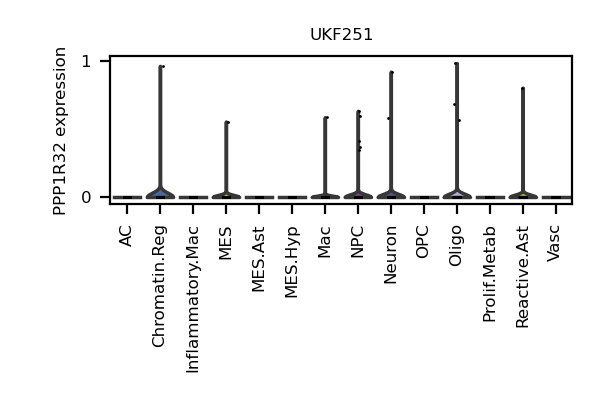 UKF251
PPP1R32 expression
1
0
AC
Chromatin.Reg
Inflammatory.Mac
MES
MES.Ast
MES.Hyp
Mac
NPC
Neuron
OPC
Oligo
Prolif.Metab
Reactive.Ast
Vasc